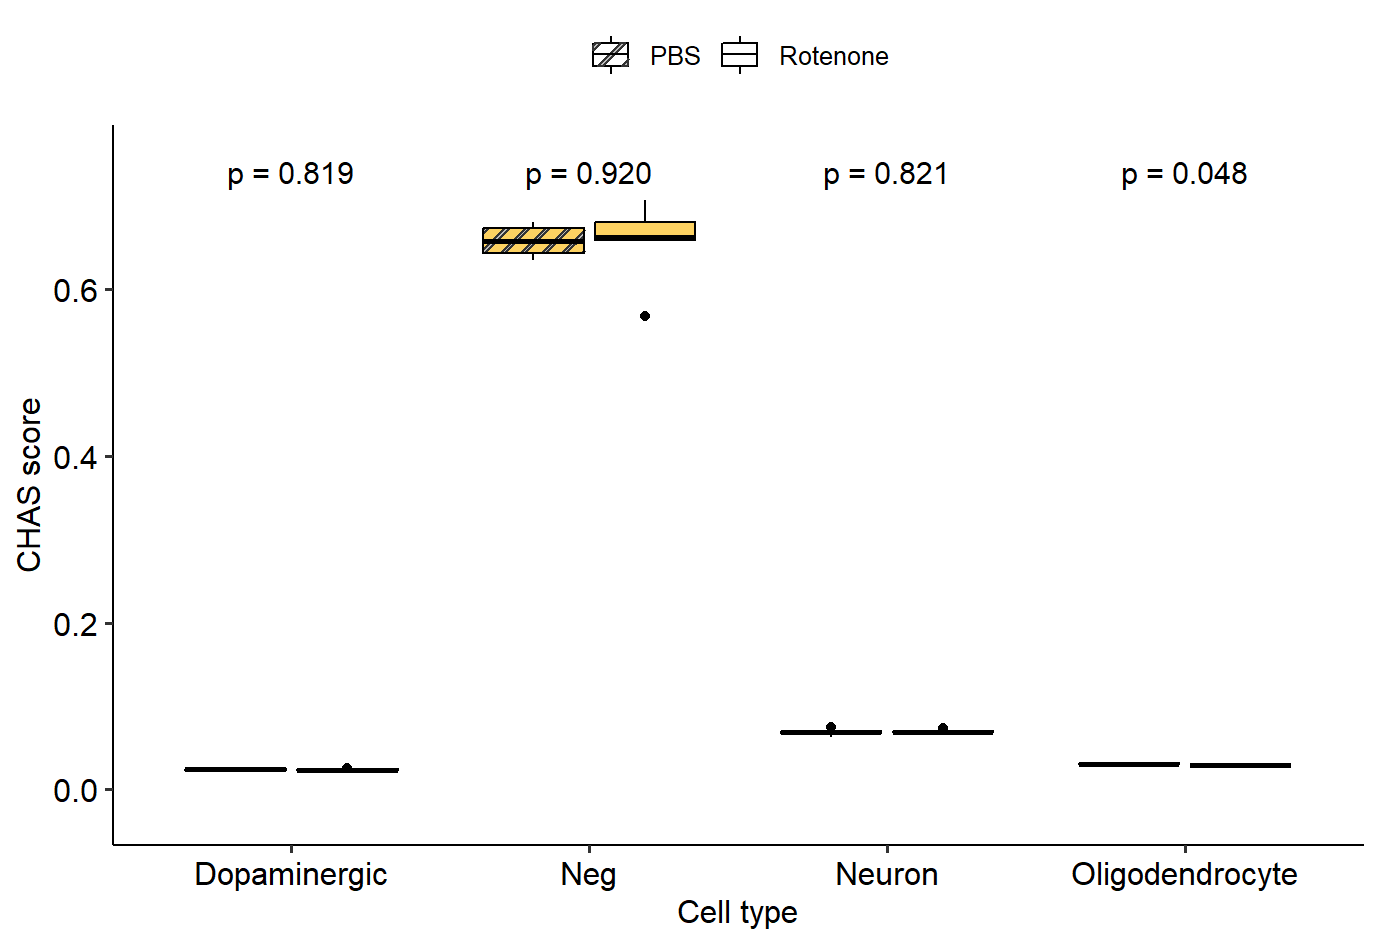 PBS Rotenone
p = 0.819 p = 0.920 p = 0.821 p = 0.048
0.6
0.4
0.2
0.0
CHAS score
Dopaminergic Neg Neuron Oligodendrocyte
Cell type